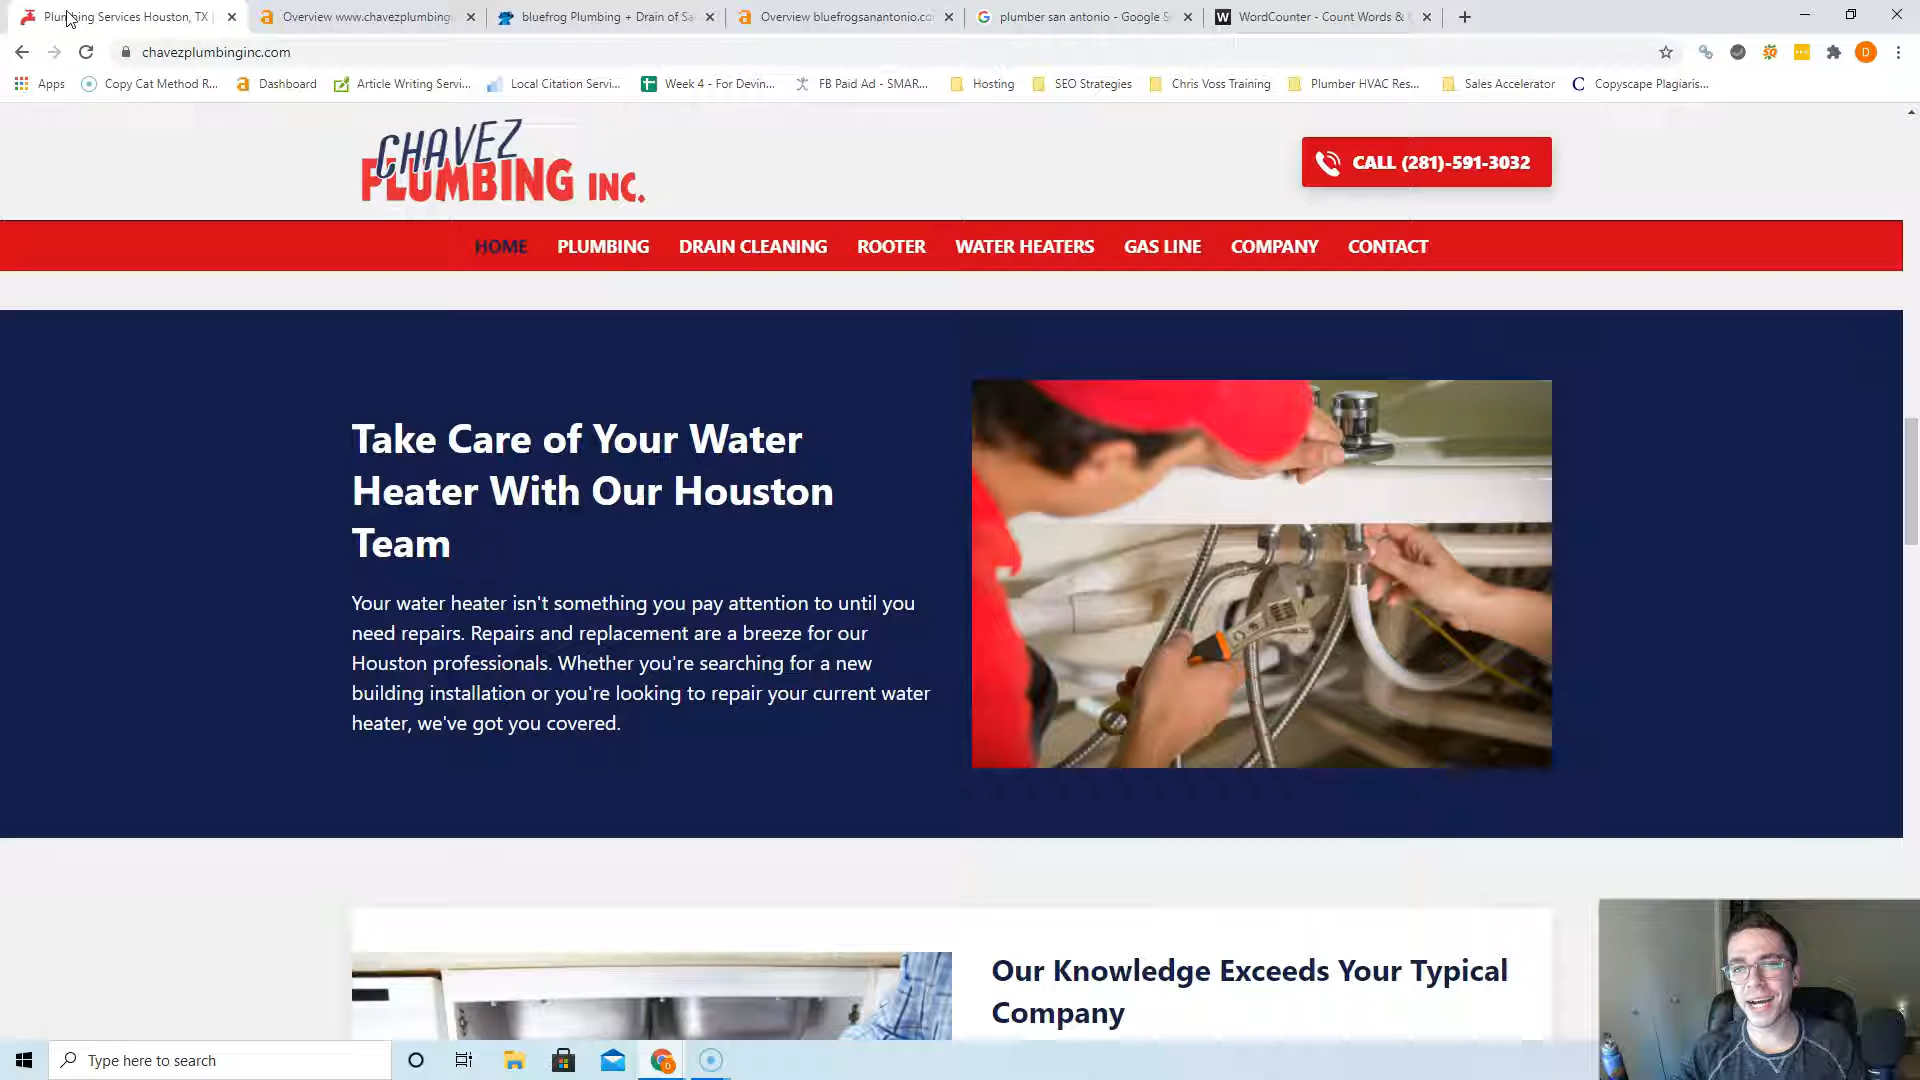 Plumbing Services Houston, TX |
Overview www.chavezplumbing
bluefrog Plumbing + Drain of Sa
Overview bluefrogsanantonio.co
plumber san antonio - Google S
WordCounter - Count Words &
chavezplumbinginc.com
Apps
Copy Cat Method R...
Dashboard
Article Writing Servi...
Local Citation Servi...
Week 4 - For Devin...
FB Paid Ad - SMAR...
Hosting
SEO Strategies
Chris Voss Training
Plumber HVAC Res...
Sales Accelerator
Copyscape Plagiaris...
CHAVEZ
PLUMBING INC.
CALL (281)-591-3032
HOME PLUMBING DRAIN CLEANING ROOTER WATER HEATERS GAS LINE COMPANY CONTACT
Take Care of Your Water
Heater With Our Houston
Team
Your water heater isn't something you pay attention to until you
need repairs. Repairs and replacement are a breeze for our
Houston professionals. Whether you're searching for a new
building installation or you're looking to repair your current water
heater, we've got you covered.
Our Knowledge Exceeds Your Typical
Company
Type here to search